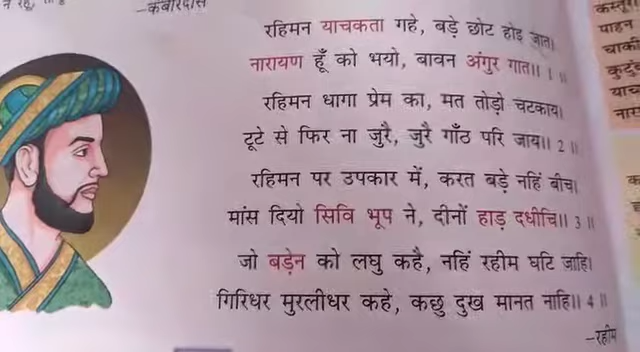 –कबीरदास
रहिमन याचकता गहे, बड़े छोट होइ जात।
नारायण हूँ को भयो, बावन अंगुर गात।। 1 ।।
रहिमन धागा प्रेम का, मत तोड़ो चटकाय।
टूटे से फिर ना जुरै, जुरै गाँठ परि जाय।। 2 ।।
रहिमन पर उपकार में, करत बड़े नहिं बीच।
मांस दियो सिवि भूप ने, दीनों हाड़ दधीचि।। 3 ।।
जो बड़ेन को लघु कहै, नहिं रहीम घटि जाहि।
गिरिधर मुरलीधर कहे, कछु दुख मानत नाहि।। 4 ।।
–रहीम
पाहन
चाकी